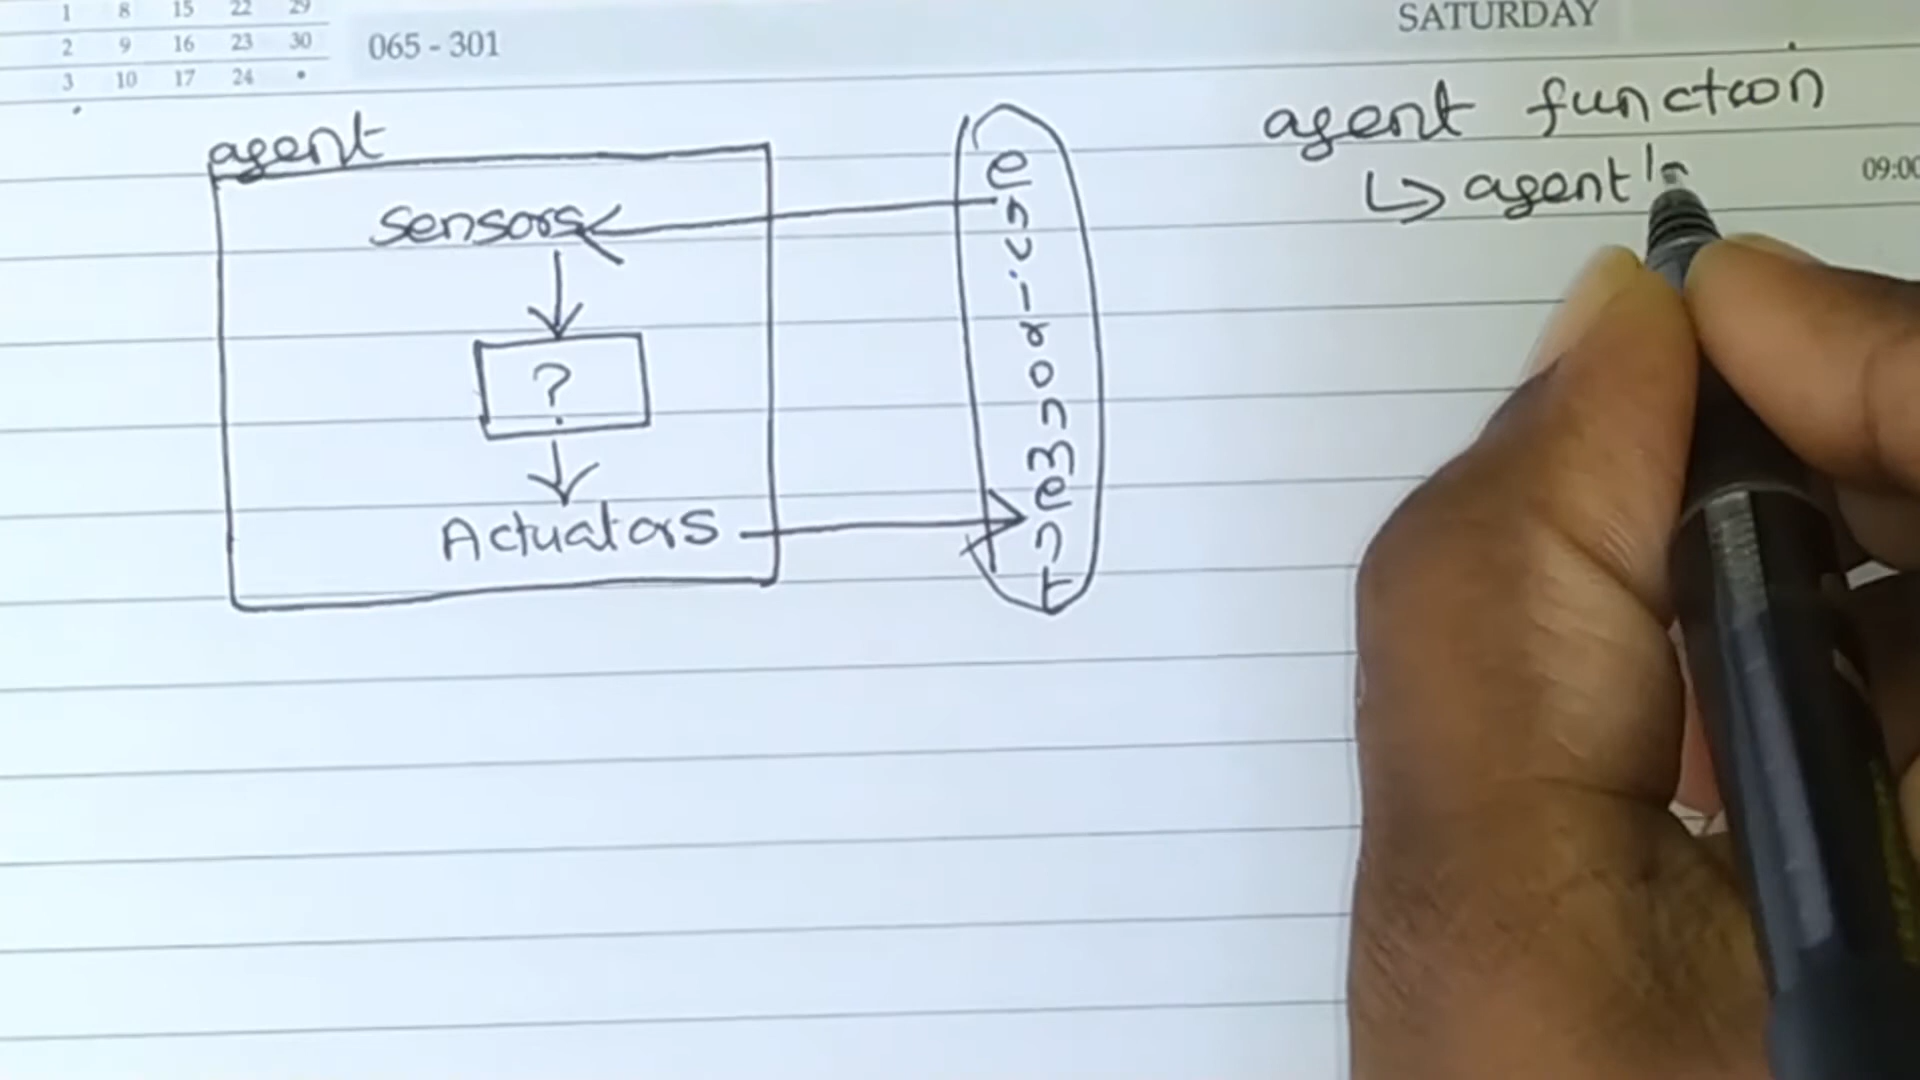 1 8 15 22 29
2 9 16 23 30
3 10 17 24 •
065 - 301
SATURDAY
agent function
↳ agent's
09:00
agent
Sensors
?
Actuators
environment